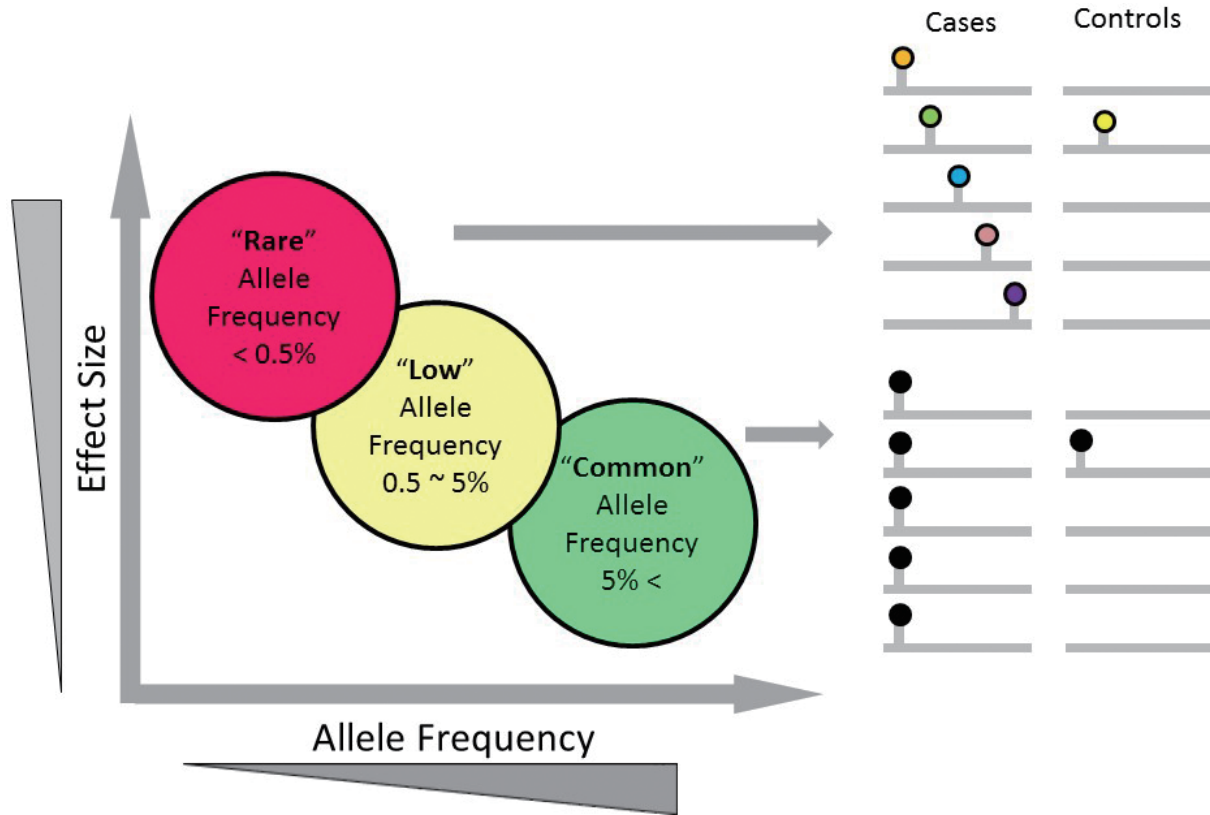 Cases
Controls
“Rare”
Allele
Frequency
< 0.5%
“Low”
Allele
Frequency
0.5 ~ 5%
“Common”
Allele
Frequency
5% <
Effect Size
Allele Frequency